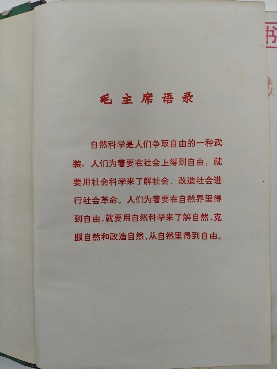 毛主席语录
自然科学是人们争取自由的一种武
装。人们为着要在社会上得到自由，就
要用社会科学来了解社会，改造社会进
行社会革命。人们为着要在自然界里得
到自由，就要用自然科学来了解自然，克
服自然和改造自然，从自然里得到自由。